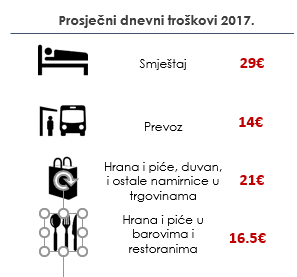 Prosječni dnevni troškovi 2017.
Smještaj 29€
Prevoz 14€
Hrana i piće, duvan,
i ostale namirnice u
trgovinama 21€
Hrana i piće u
barovima i
restoranima 16.5€